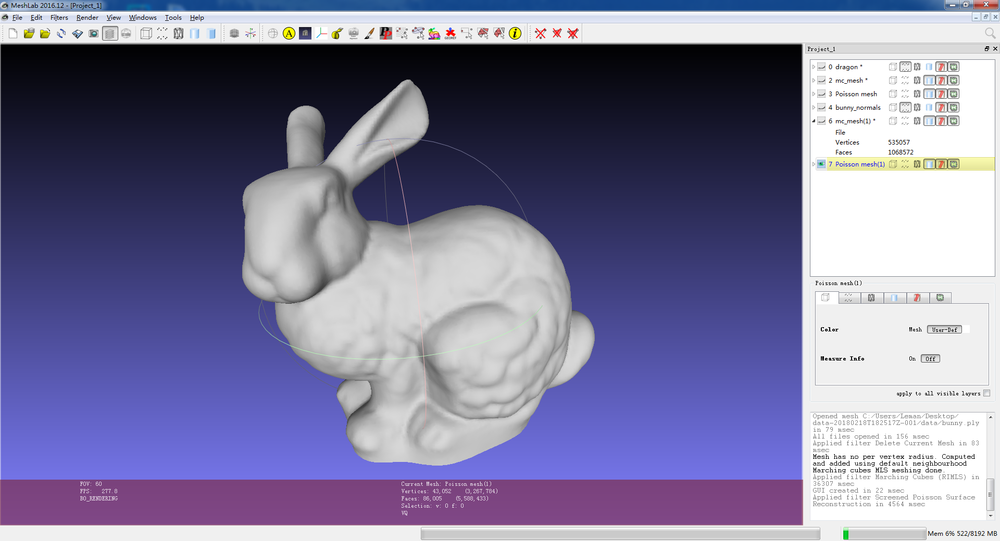 MeshLab 2016.12 - [Project_1]
File Edit Filters Render View Windows Tools Help
A
PP
GEOREF
i
Project_1
0 dragon *
2 mc_mesh *
3 Poisson mesh
4 bunny_normals
6 mc_mesh(1) *
File
Vertices 535057
Faces 1068572
7 Poisson mesh(1)
Poisson mesh(1)
Color Mesh User-Def
Measure Info On Off
apply to all visible layers
Opened mesh C:/Users/Leman/Desktop/
data-20180218T182517Z-001/data/bunny.ply
in 79 msec
All files opened in 156 msec
Applied filter Delete Current Mesh in 83
msec
Mesh has no per vertex radius. Computed
and added using default neighbourhood
Marching cubes MLS meshing done.
Applied filter Marching Cubes (RIMLS) in
36307 msec
GUI created in 22 msec
Applied filter Screened Poisson Surface
Reconstruction in 4564 msec
FOV: 60
FPS: 277.8
BO_RENDERING
Current Mesh: Poisson mesh(1)
Vertices: 43,052 (3,267,784)
Faces: 86,005 (5,588,433)
Selection: v: 0 f: 0
VQ
Mem 6% 522/8192 MB